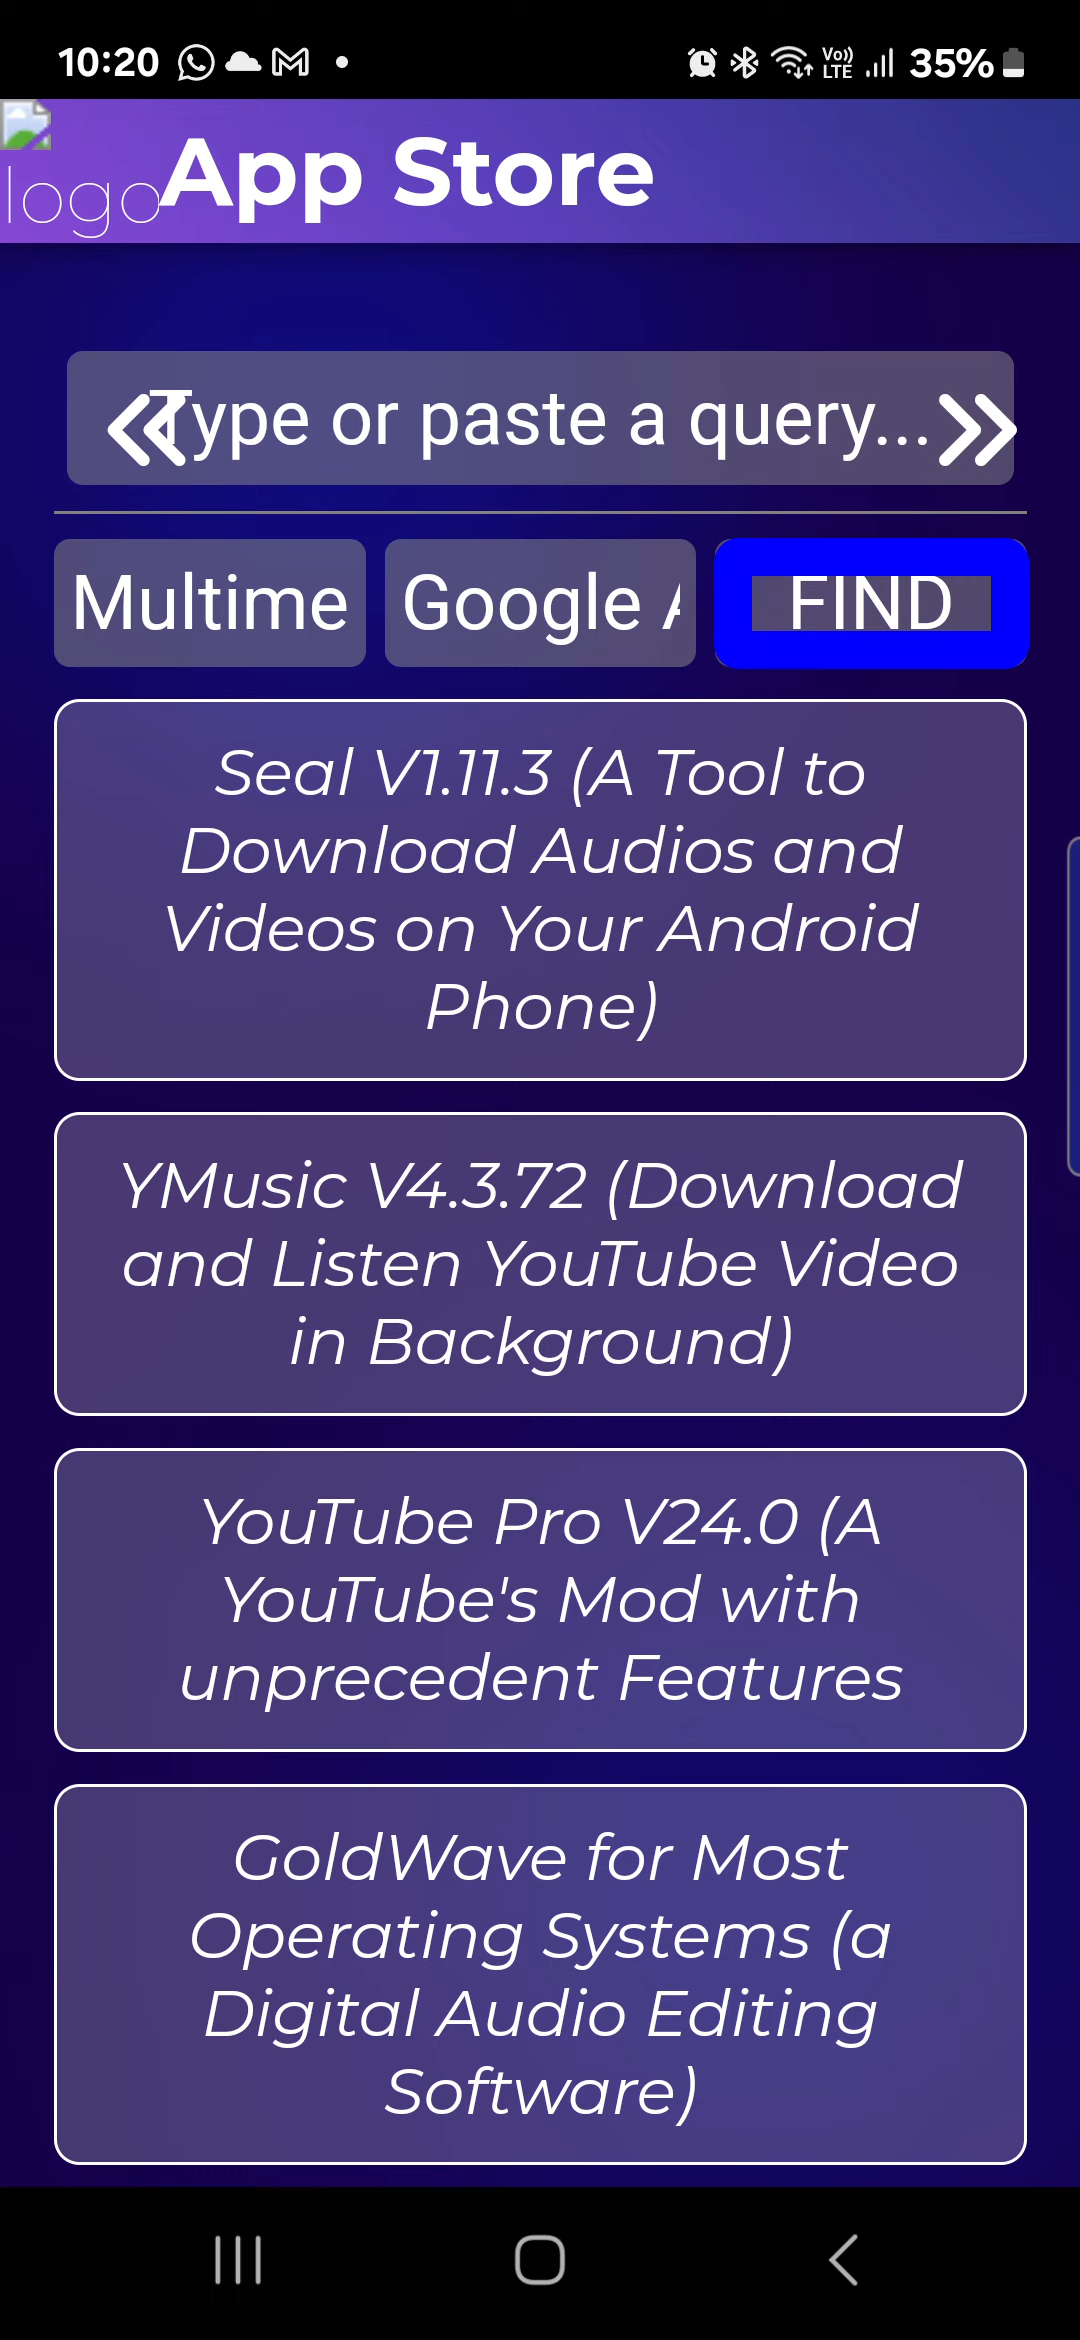 10:20
Vo))
LTE
35%
logo
App Store
Type or paste a query...
Multime
Google A
FIND
Seal V1.11.3 (A Tool to
Download Audios and
Videos on Your Android
Phone)
YMusic V4.3.72 (Download
and Listen YouTube Video
in Background)
YouTube Pro V24.0 (A
YouTube's Mod with
unprecedent Features
GoldWave for Most
Operating Systems (a
Digital Audio Editing
Software)